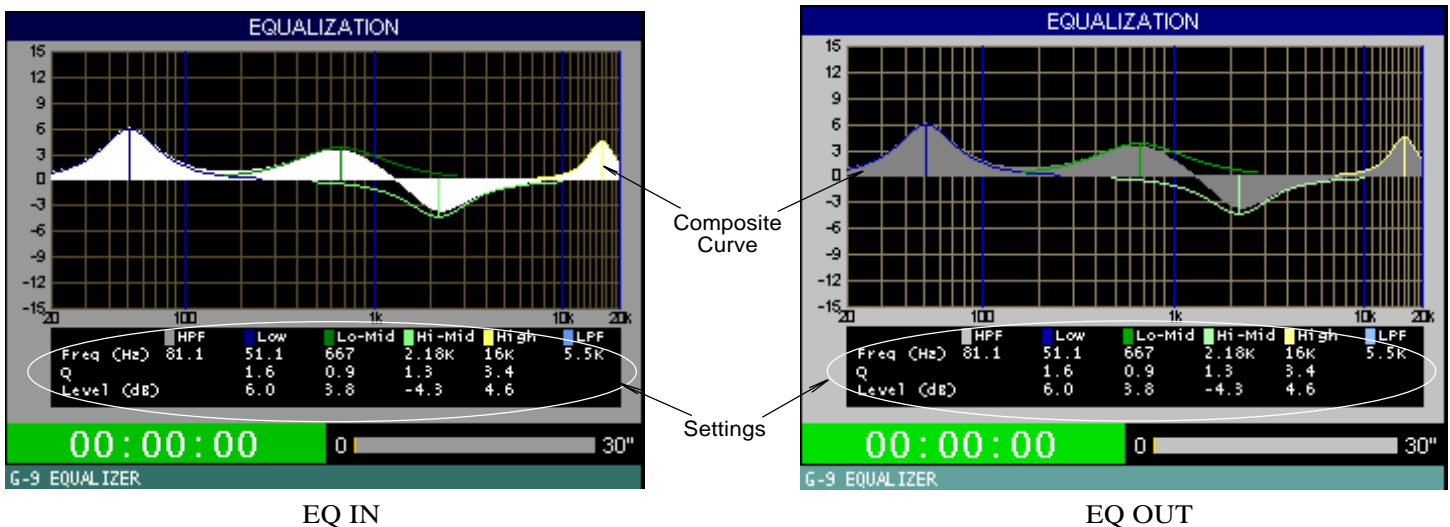 EQUALIZATION
15
12
9
6
3
0
-3
-6
-9
-12
-15
20 100 1k 10k 20k
HPF Low Lo-Mid Hi-Mid High LPF
Freq (Hz) 81.1 51.1 667 2.18K 16K 5.5K
Q 1.6 0.9 1.3 3.4
Level (dB) 6.0 3.8 -4.3 4.6
00:00:00 0 30"
G-9 EQUALIZER
EQ IN
Composite
Curve
Settings
EQUALIZATION
15
12
9
6
3
0
-3
-6
-9
-12
-15
20 100 1k 10k 20k
HPF Low Lo-Mid Hi-Mid High LPF
Freq (Hz) 81.1 51.1 667 2.18K 16K 5.5K
Q 1.6 0.9 1.3 3.4
Level (dB) 6.0 3.8 -4.3 4.6
00:00:00 0 30"
G-9 EQUALIZER
EQ OUT